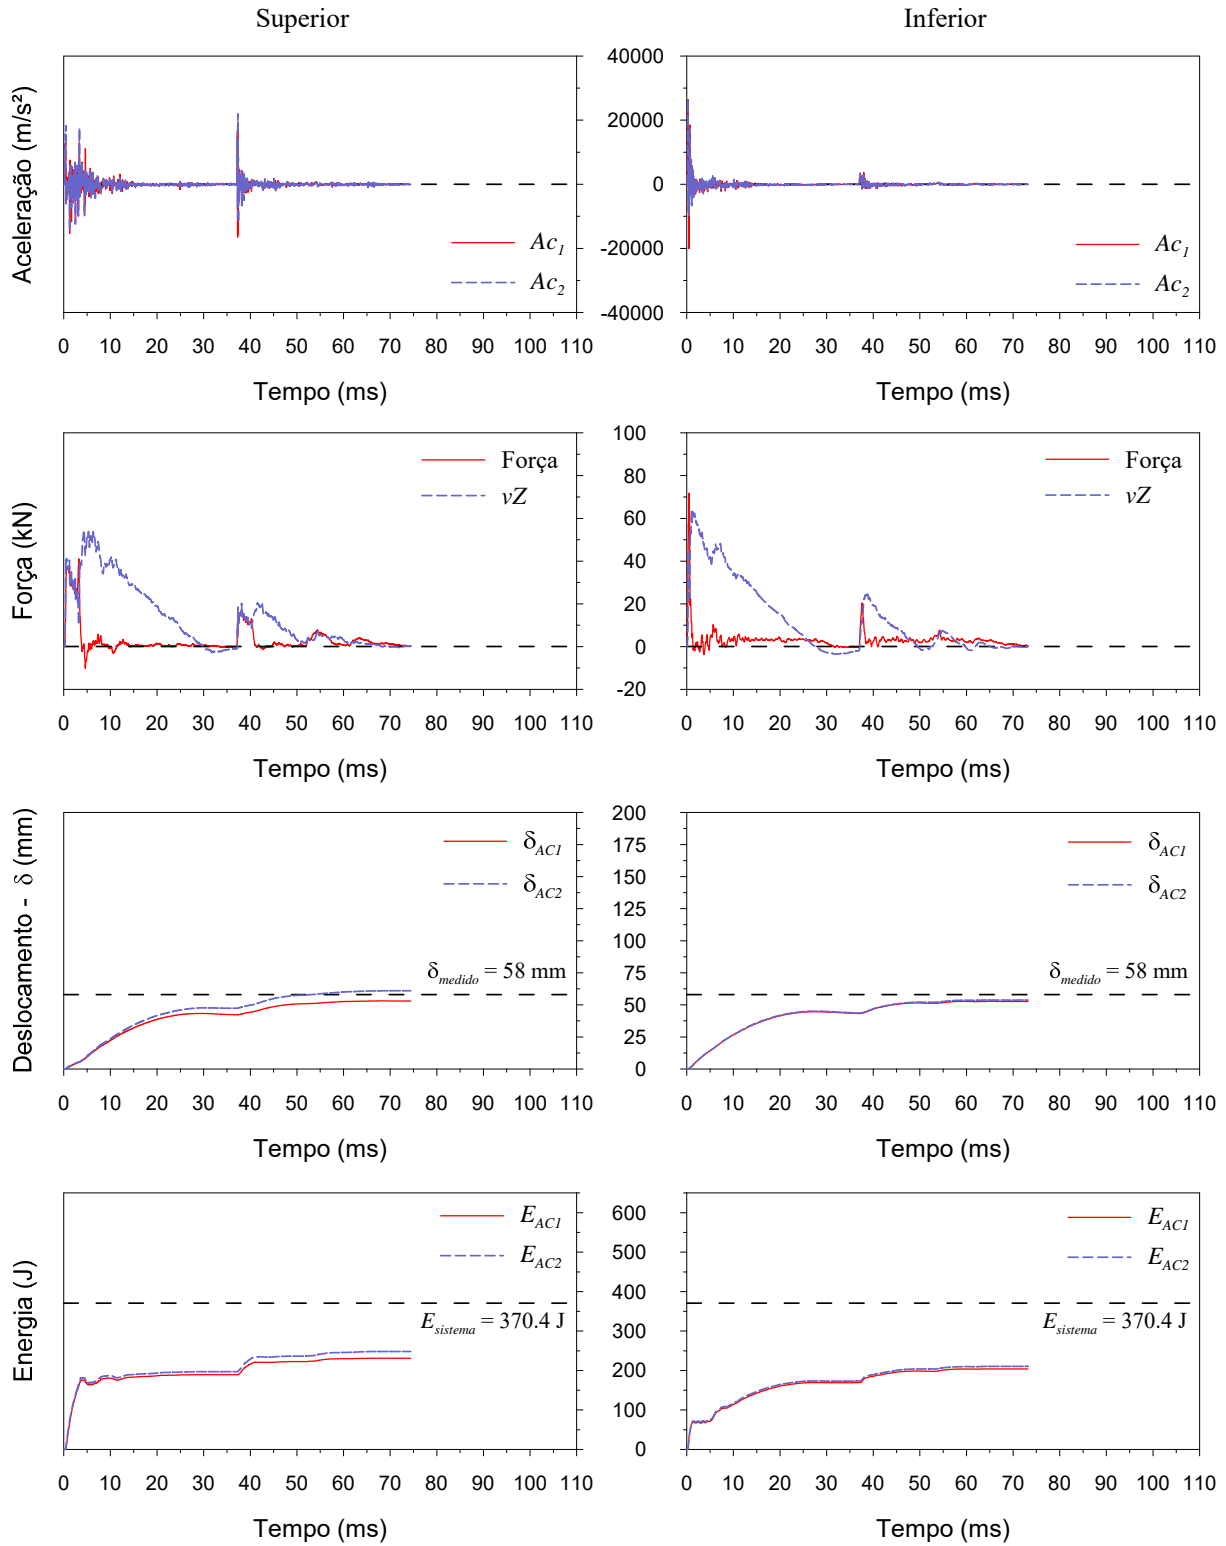 Superior Inferior
Aceleração (m/s²)
40000
20000
0
-20000
-40000
Ac1
Ac2
Ac1
Ac2
0 10 20 30 40 50 60 70 80 90 100 110
0 10 20 30 40 50 60 70 80 90 100 110
Tempo (ms) Tempo (ms)
Força (kN)
100
80
60
40
20
0
-20
Força
vZ
Força
vZ
0 10 20 30 40 50 60 70 80 90 100 110
0 10 20 30 40 50 60 70 80 90 100 110
Tempo (ms) Tempo (ms)
Deslocamento - δ (mm)
200
175
150
125
100
75
50
25
0
δAC1
δAC2
δmedido = 58 mm
δAC1
δAC2
δmedido = 58 mm
0 10 20 30 40 50 60 70 80 90 100 110
0 10 20 30 40 50 60 70 80 90 100 110
Tempo (ms) Tempo (ms)
Energia (J)
600
500
400
300
200
100
0
EAC1
EAC2
Esistema = 370.4 J
EAC1
EAC2
Esistema = 370.4 J
0 10 20 30 40 50 60 70 80 90 100 110
0 10 20 30 40 50 60 70 80 90 100 110
Tempo (ms) Tempo (ms)